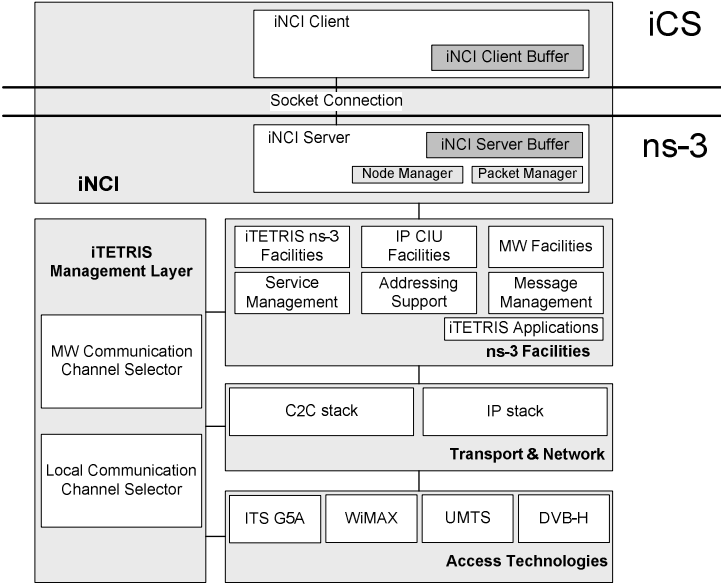 iNCI Client
iCS
iNCI Client Buffer
Socket Connection
iNCI Server
iNCI Server Buffer
ns-3
Node Manager
Packet Manager
iNCI
iTETRIS
Management Layer
MW Communication
Channel Selector
Local Communication
Channel Selector
iTETRIS ns-3
Facilities
IP CIU
Facilities
MW Facilities
Service
Management
Addressing
Support
Message
Management
iTETRIS Applications
ns-3 Facilities
C2C stack
IP stack
Transport & Network
ITS G5A
WiMAX
UMTS
DVB-H
Access Technologies